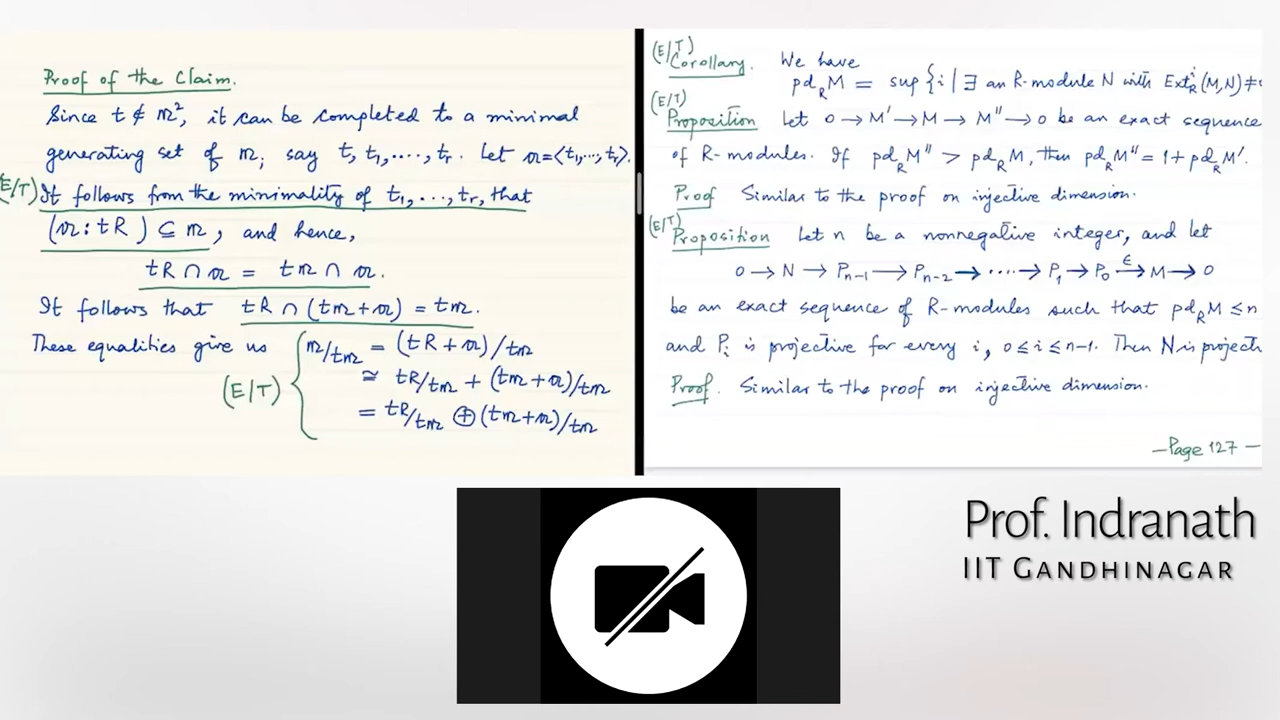 Proof of the Claim.
Since t ∉ 𝔪², it can be completed to a minimal
generating set of 𝔪, say t, t₁,....., tᵣ. Let 𝔞=<t₁,...,tᵣ>.
(E/T) It follows from the minimality of t₁,...., tᵣ, that
(𝔞 : tR) ⊆ 𝔪, and hence,
tR ∩ 𝔞 = t𝔪 ∩ 𝔞.
It follows that tR ∩ (t𝔪+𝔞) = t𝔪.
These equalities give us { 𝔪/t𝔪 = (tR+𝔞)/t𝔪
≅ tR/t𝔪 + (t𝔪+𝔞)/t𝔪
(E/T)
= tR/t𝔪 ⊕ (t𝔪+𝔞)/t𝔪
(E/T) Corollary. We have
pd_R M = sup {i | ∃ an R-module N with Extⁱ_R (M,N) ≠
(E/T)
Proposition Let 0 → M' → M → M'' → 0 be an exact sequence
of R-modules. If pd_R M'' > pd_R M, then pd_R M'' = 1+ pd_R M'.
Proof Similar to the proof on injective dimension.
(E/T)
Proposition Let n be a nonnegative integer, and let
0 → N → Pₙ₋₁ → Pₙ₋₂ → ..... → P₁ → P₀ →^ε M → 0
be an exact sequence of R-modules such that pd_R M ≤ n
and Pᵢ is projective for every i, 0 ≤ i ≤ n-1. Then N is project
Proof. Similar to the proof on injective dimension.
—Page 127 —
Prof. Indranath
IIT GANDHINAGAR